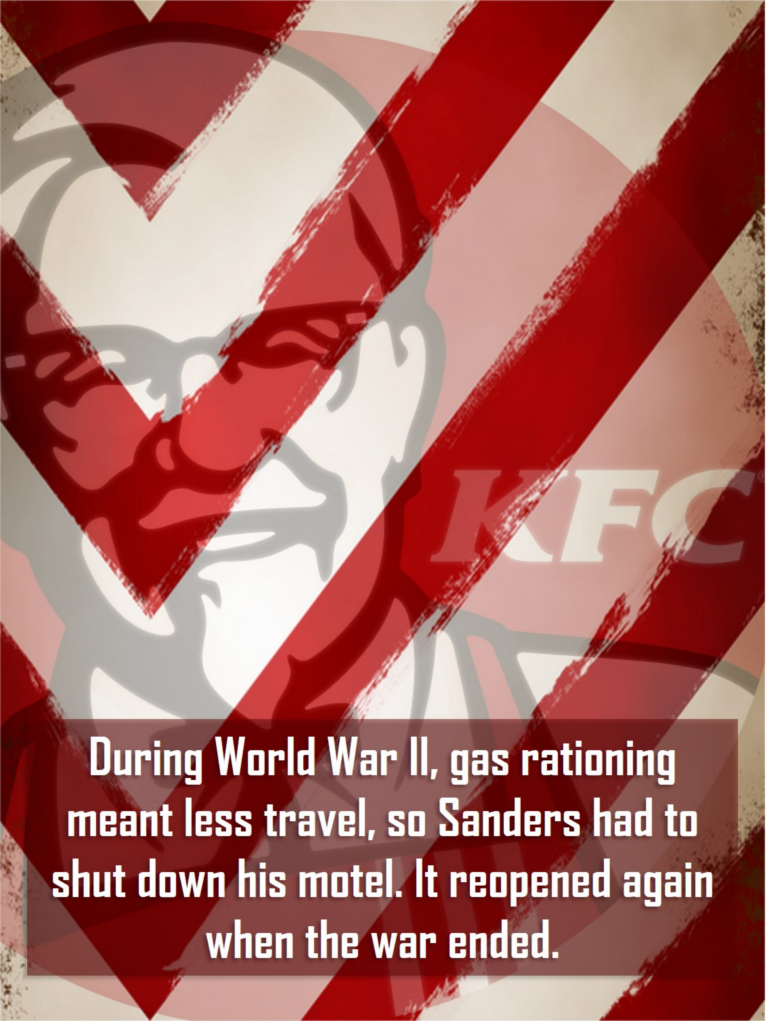 KFC
During World War II, gas rationing
meant less travel, so Sanders had to
shut down his motel. It reopened again
when the war ended.